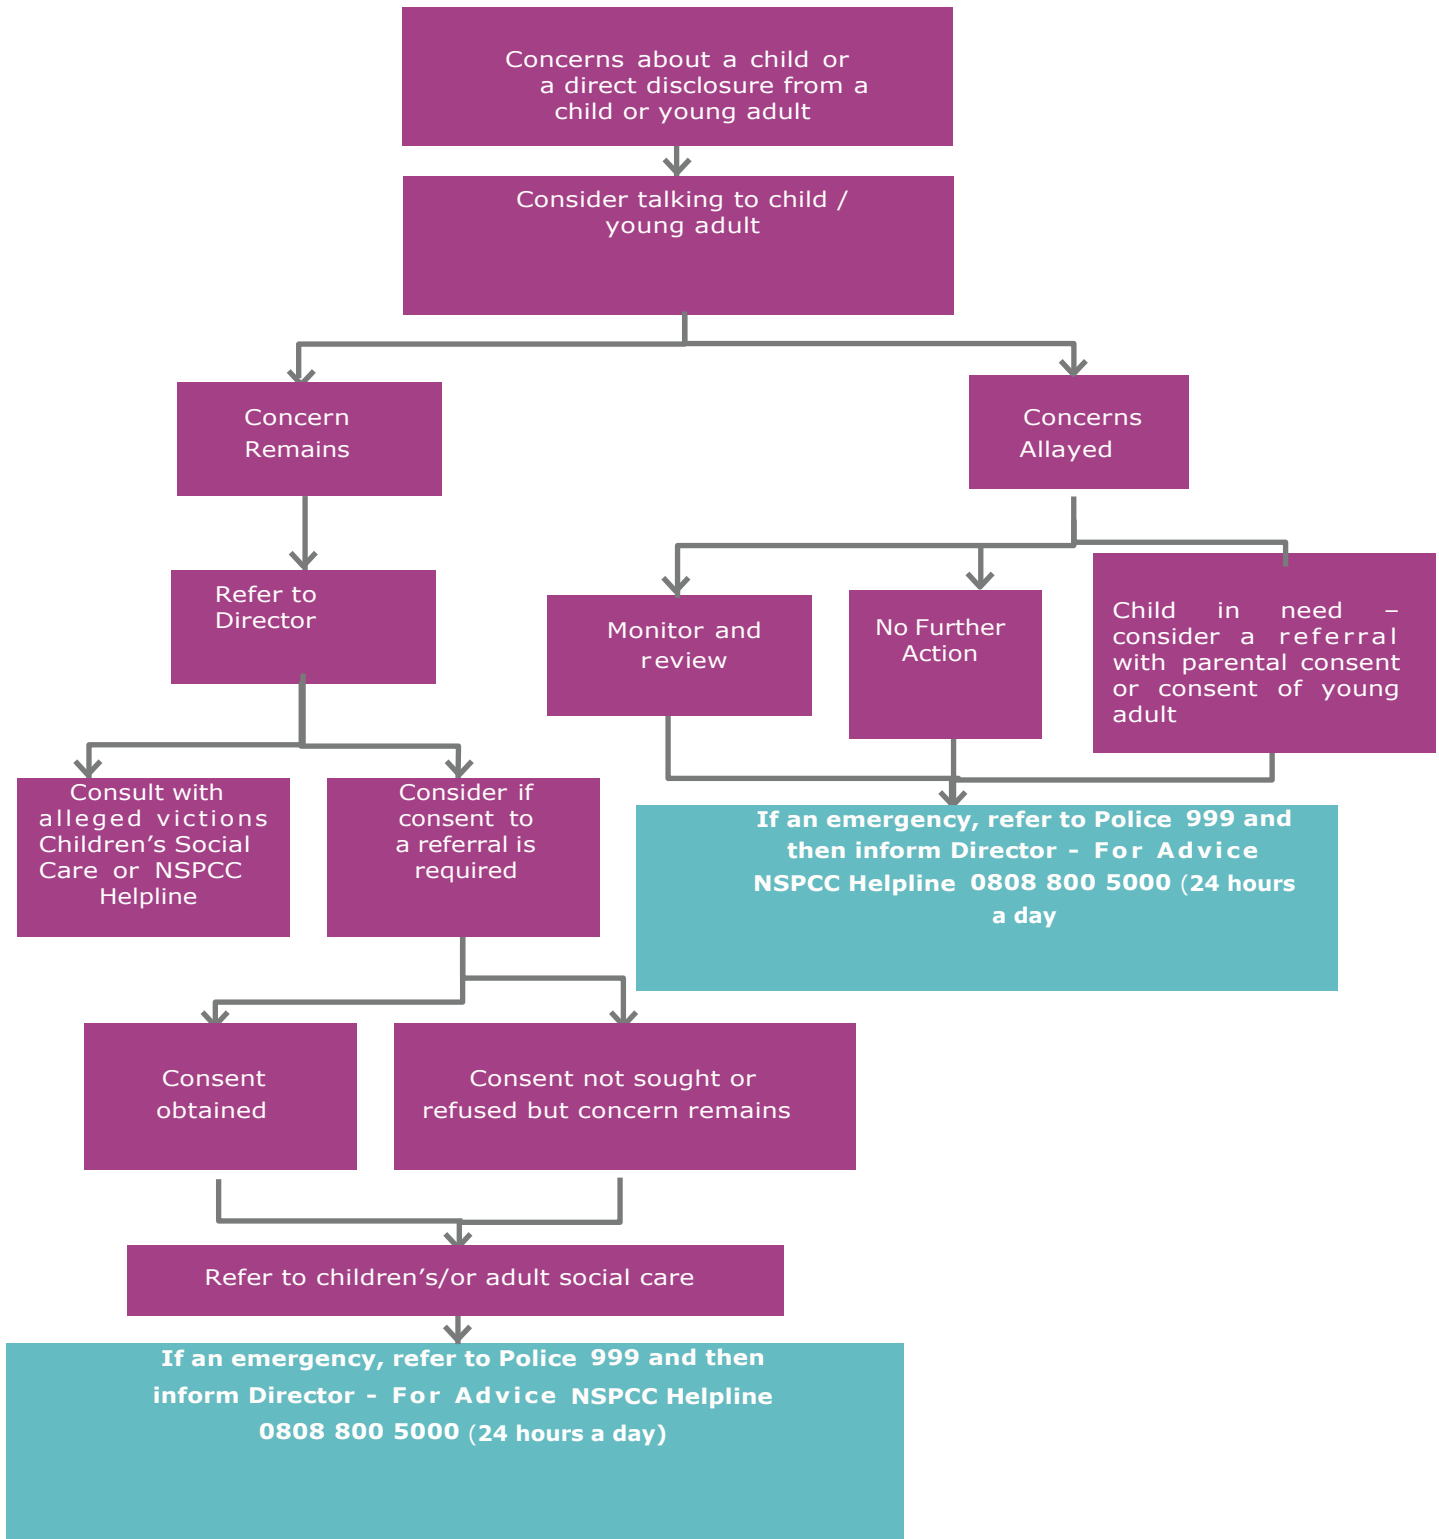 Concerns about a child or
a direct disclosure from a
child or young adult
Consider talking to child /
young adult
Concern
Remains
Concerns
Allayed
Refer to
Director
Monitor and
review
No Further
Action
Child in need –
consider a referral
with parental consent
or consent of young
adult
Consult with
alleged victions
Children’s Social
Care or NSPCC
Helpline
Consider if
consent to
a referral is
required
If an emergency, refer to Police 999 and
then inform Director - For Advice
NSPCC Helpline 0808 800 5000 (24 hours
a day
Consent
obtained
Consent not sought or
refused but concern remains
Refer to children’s/or adult social care
If an emergency, refer to Police 999 and then
inform Director - For Advice NSPCC Helpline
0808 800 5000 (24 hours a day)